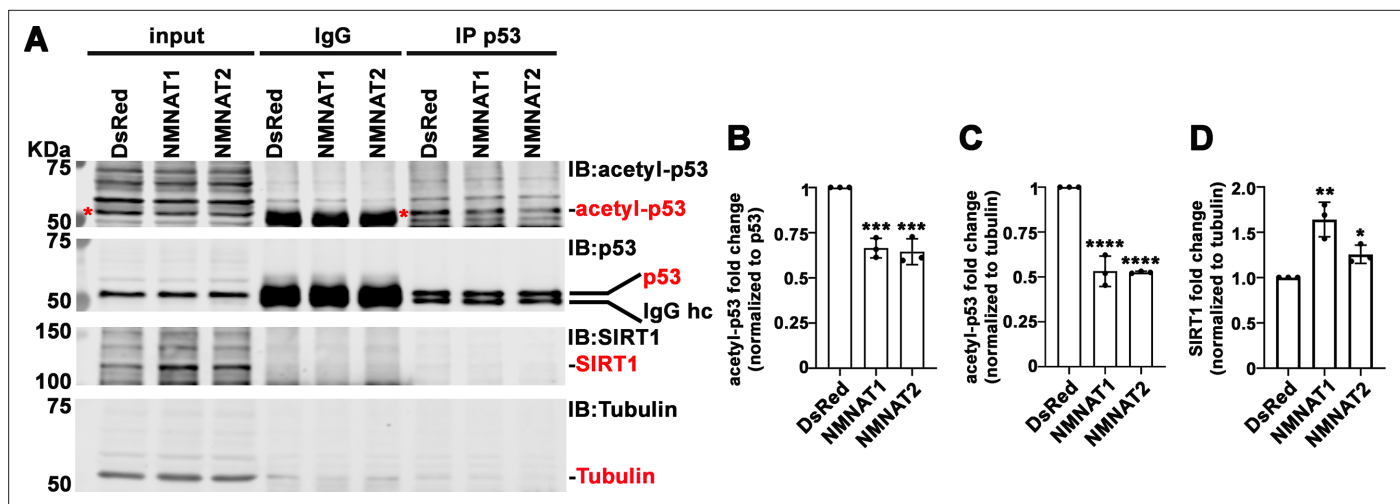 A
input
IgG
IP p53
DsRed
NMNAT1
NMNAT2
DsRed
NMNAT1
NMNAT2
DsRed
NMNAT1
NMNAT2
KDa
75
IB:acetyl-p53
*
*
-acetyl-p53
50
75
IB:p53
p53
50
IgG hc
150
IB:SIRT1
-SIRT1
100
75
IB:Tubulin
-Tubulin
50
B
acetyl-p53 fold change
(normalized to p53)
1
0.75
0.5
0.25
0
*** ***
DsRed
NMNAT1
NMNAT2
C
acetyl-p53 fold change
(normalized to tubulin)
1
0.75
0.5
0.25
0
****
****
DsRed
NMNAT1
NMNAT2
D
SIRT1 fold change
(normalized to tubulin)
2.0
1.5
1.0
0.5
0
**
*
DsRed
NMNAT1
NMNAT2